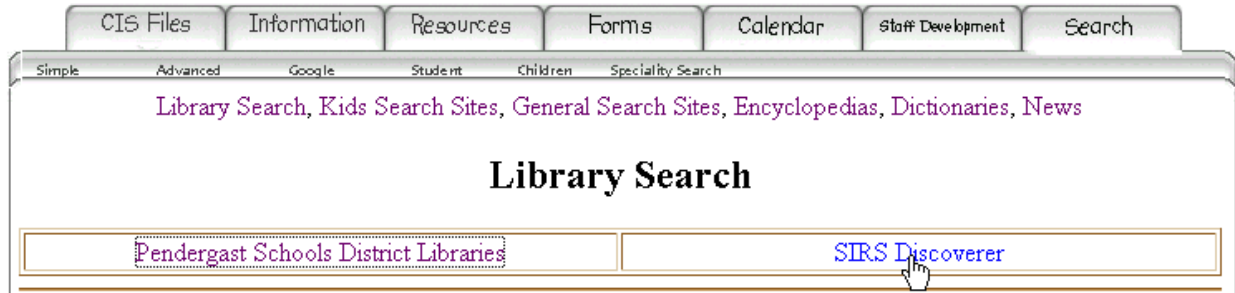 CIS Files Information Resources Forms Calendar Staff Development Search
Simple Advanced Google Student Children Speciality Search
Library Search, Kids Search Sites, General Search Sites, Encyclopedias, Dictionaries, News
Library Search
Pendergast Schools District Libraries SIRS Discoverer